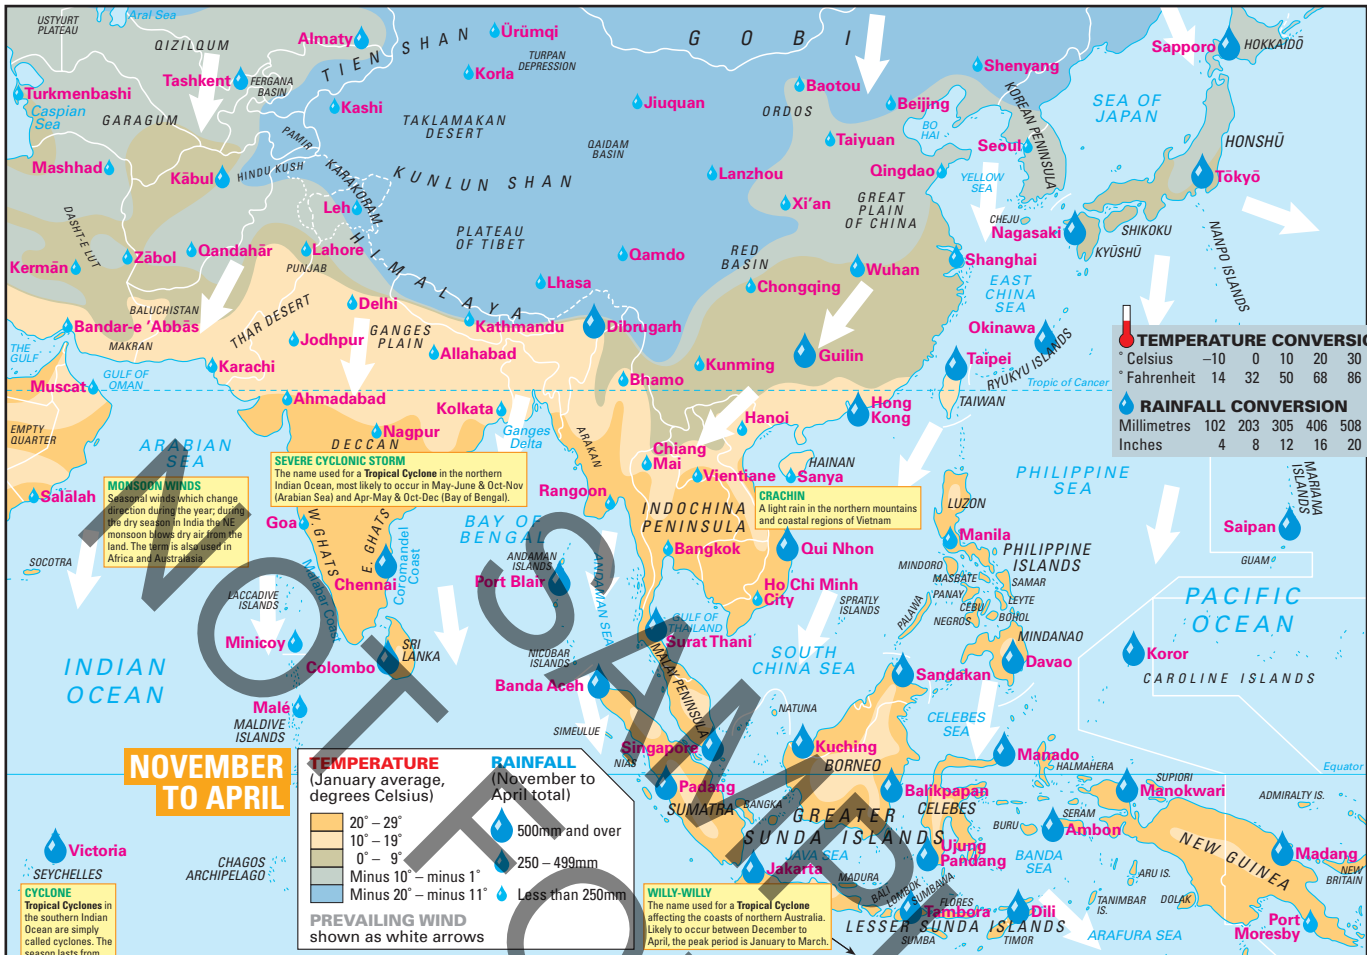 Aral Sea
USTYURT
PLATEAU
QIZILQUM
Almaty
TIEN SHAN
Ürümqi
TURPAN
DEPRESSION
GOBI
Sapporo
HOKKAIDŌ
Tashkent
FERGANA
BASIN
Korla
Shenyang
Turkmenbashi
Caspian
Sea
GARAGUM
Kashi
TAKLAMAKAN
DESERT
Jiuquan
Baotou
ORDOS
Beijing
BO
HAI
KOREAN PENINSULA
SEA OF
JAPAN
PAMIR
QAIDAM
BASIN
Taiyuan
Seoul
HONSHŪ
Mashhad
Kābul
HINDU KUSH
KARAKORAM
KUNLUN SHAN
Lanzhou
Qingdao
YELLOW
SEA
Tōkyō
Leh
Xi'an
GREAT
PLAIN
OF CHINA
CHEJU
Nagasaki
SHIKOKU
KYŪSHŪ
NANPO ISLANDS
DASHT-E LUT
PLATEAU
OF TIBET
HIMALAYA
Kermān
Zābol
Qandahār
Lahore
PUNJAB
Qamdo
RED
BASIN
Wuhan
Shanghai
EAST
CHINA
SEA
Lhasa
Chongqing
BALUCHISTAN
THAR DESERT
Delhi
GANGES
PLAIN
Kathmandu
Dibrugarh
Okinawa
RYUKYU ISLANDS
Bandar-e 'Abbās
MAKRAN
THE
GULF
Jodhpur
Allahabad
Guilin
Taipei
TEMPERATURE CONVERSIO
° Celsius –10 0 10 20 30
° Fahrenheit 14 32 50 68 86
RAINFALL CONVERSION
Millimetres 102 203 305 406 508
Inches 4 8 12 16 20
Karachi
Kunming
Bhamo
Muscat
GULF OF
OMAN
Tropic of Cancer
TAIWAN
Ahmadabad
Kolkata
Hanoi
Hong
Kong
EMPTY
QUARTER
ARABIAN
SEA
Nagpur
DECCAN
Ganges
Delta
ARAKAN
Chiang
Mai
Vientiane
HAINAN
Sanya
PHILIPPINE
SEA
MARIANA
ISLANDS
SEVERE CYCLONIC STORM
The name used for a Tropical Cyclone in the northern
Indian Ocean, most likely to occur in May-June & Oct-Nov
(Arabian Sea) and Apr-May & Oct-Dec (Bay of Bengal).
MONSOON WINDS
Seasonal winds which change
direction during the year; during
the dry season in India the NE
monsoon blows dry air from the
land. The term is also used in
Africa and Australasia.
CRACHIN
A light rain in the northern mountains
and coastal regions of Vietnam
Salālah
Goa
W. GHATS
E. GHATS
Coromandel
Coast
Rangoon
BAY OF
BENGAL
INDOCHINA
PENINSULA
LUZON
Saipan
GUAM
SOCOTRA
Chennai
Malabar Coast
LACCADIVE
ISLANDS
ANDAMAN
ISLANDS
Port Blair
ANDAMAN SEA
Bangkok
Qui Nhon
Manila
PHILIPPINE
ISLANDS
MINDORO
MASBATE
PANAY
CEBU
NEGROS
SAMAR
LEYTE
BOHOL
PALAWA
MINDANAO
Ho Chi Minh
City
SPRATLY
ISLANDS
PACIFIC
OCEAN
Minicoy
Colombo
SRI
LANKA
GULF OF
THAILAND
Surat Thani
NICOBAR
ISLANDS
SOUTH
CHINA SEA
Davao
Koror
CAROLINE ISLANDS
INDIAN
OCEAN
Malé
MALDIVE
ISLANDS
Banda Aceh
MALAY PENINSULA
Sandakan
CELEBES
SEA
NATUNA
SIMEULUE
Singapore
Kuching
BORNEO
Manado
HALMAHERA
Equator
NIAS
Padang
SUMATRA
BANGKA
Balikpapan
CELEBES
SUPIORI
Manokwari
ADMIRALTY IS.
NOVEMBER
TO APRIL
TEMPERATURE
(January average,
degrees Celsius)
20° – 29°
10° – 19°
0° – 9°
Minus 10° – minus 1°
Minus 20° – minus 11°
PREVAILING WIND
shown as white arrows
RAINFALL
(November to
April total)
500mm and over
250 – 499mm
Less than 250mm
GREATER
SUNDA ISLANDS
BURU
SERAM
Ambon
NEW GUINEA
Madang
NEW
BRITAIN
Victoria
SEYCHELLES
CHAGOS
ARCHIPELAGO
JAVA SEA
Jakarta
MADURA
Ujung
Pandang
BANDA
SEA
ARU IS.
BALI
LOMBOK
SUMBAWA
Tambora
FLORES
SUMBA
LESSER SUNDA ISLANDS
Dili
TIMOR
TANIMBAR
IS.
DOLAK
ARAFURA SEA
Port
Moresby
CYCLONE
Tropical Cyclones in
the southern Indian
Ocean are simply
called cyclones. The
season lasts from
WILLY-WILLY
The name used for a Tropical Cyclone
affecting the coasts of northern Australia.
Likely to occur between December to
April, the peak period is January to March.
NOT
SAMPL